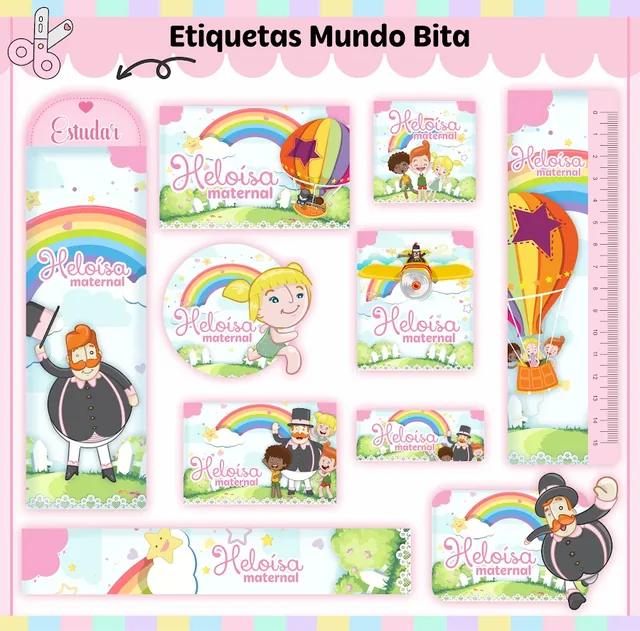 Etiquetas Mundo Bita
Estudar
Heloísa
maternal
Heloísa
maternal
Heloísa
maternal
Heloísa
maternal
0
1
2
3
4
5
6
7
8
9
10
11
12
13
14
15
Heloísa
maternal
Heloísa
maternal
Heloísa
maternal
Heloísa
maternal
Heloísa
maternal
Heloísa
maternal